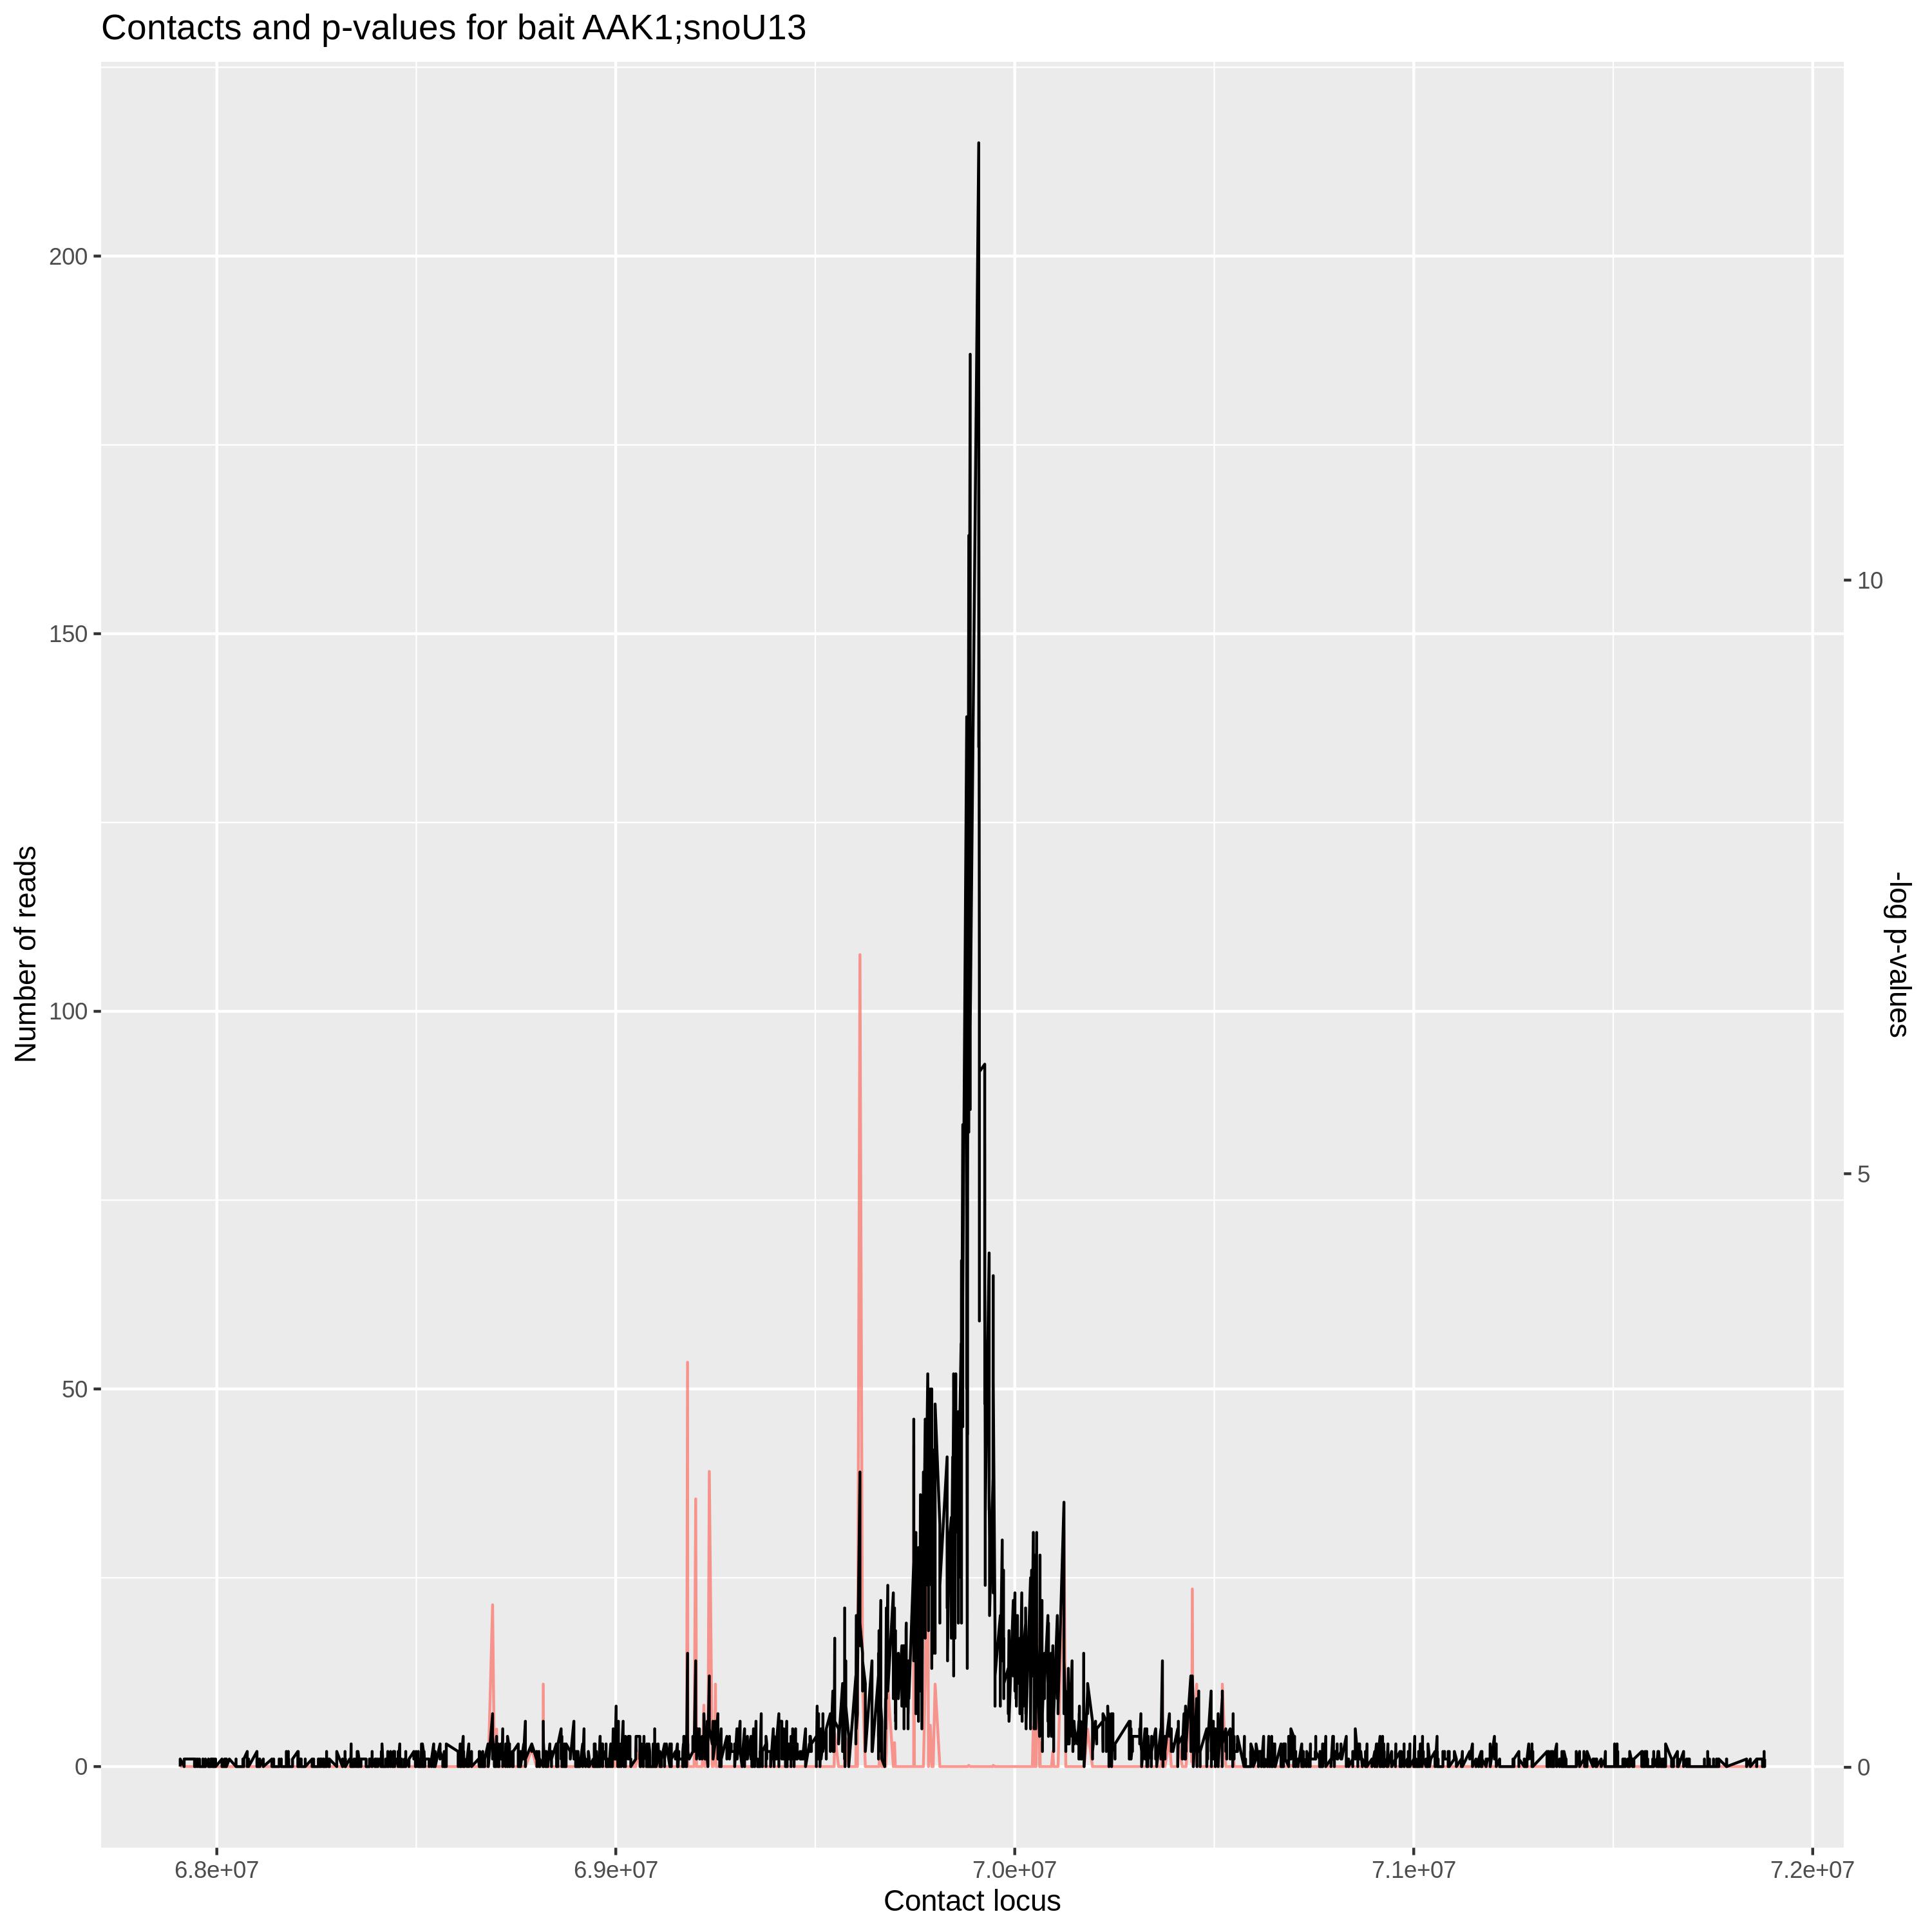 Contacts and p-values for bait AAK1;snoU13
Number of reads
200
150
100
50
0
10
5
0
-log p-values
6.8e+07
6.9e+07
7.0e+07
7.1e+07
7.2e+07
Contact locus